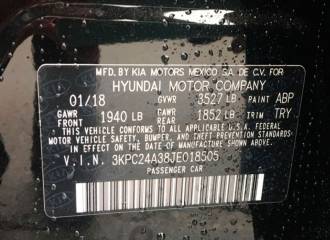 MFD. BY KIA MOTORS MEXICO S.A DE C.V. FOR
HYUNDAI MOTOR COMPANY
01/18 GVWR 3527 LB PAINT ABP
GAWR FRONT 1940 LB GAWR REAR 1852 LB TRIM TRY
THIS VEHICLE CONFORMS TO ALL APPLICABLE U.S. FEDERAL
MOTOR VEHICLE SAFETY, BUMPER, AND THEFT PREVENTION
STANDARDS IN EFFECT ON THE DATE OF MANUFACTURE SHOWN ABOVE.
V.I.N. 3KPC24A38JE018505
PASSENGER CAR